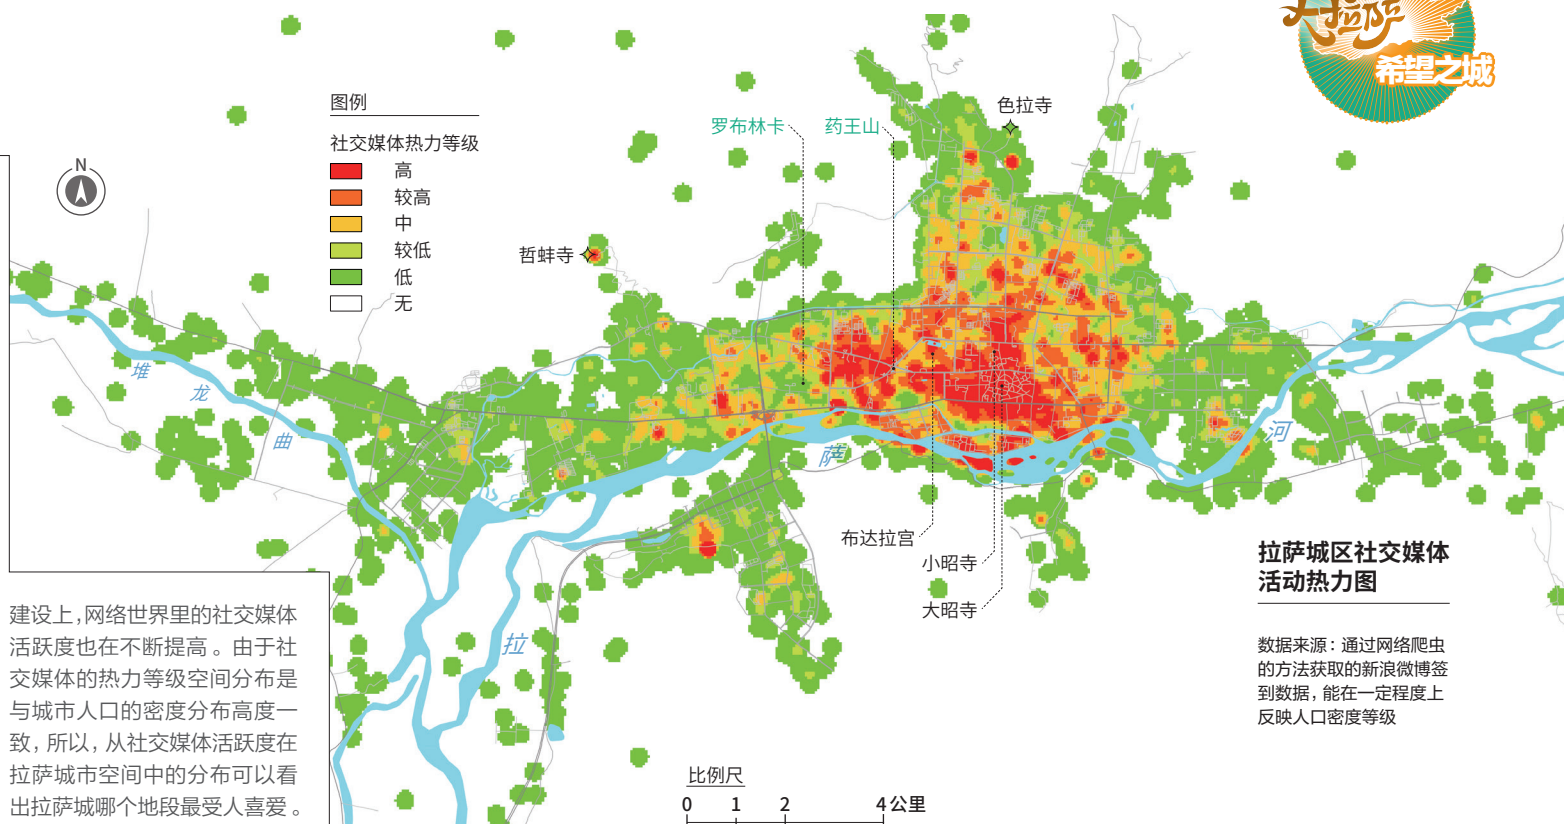 大拉萨
希望之城
图例
社交媒体热力等级
高
较高
中
较低
低
无
N
罗布林卡
药王山
色拉寺
哲蚌寺
堆
龙
曲
拉
萨
河
布达拉宫
小昭寺
大昭寺
拉萨城区社交媒体
活动热力图
数据来源：通过网络爬虫
的方法获取的新浪微博签
到数据，能在一定程度上
反映人口密度等级
建设上，网络世界里的社交媒体
活跃度也在不断提高。由于社
交媒体的热力等级空间分布是
与城市人口的密度分布高度一
致，所以，从社交媒体活跃度在
拉萨城市空间中的分布可以看
出拉萨城哪个地段最受人喜爱。
比例尺
0 1 2 4公里